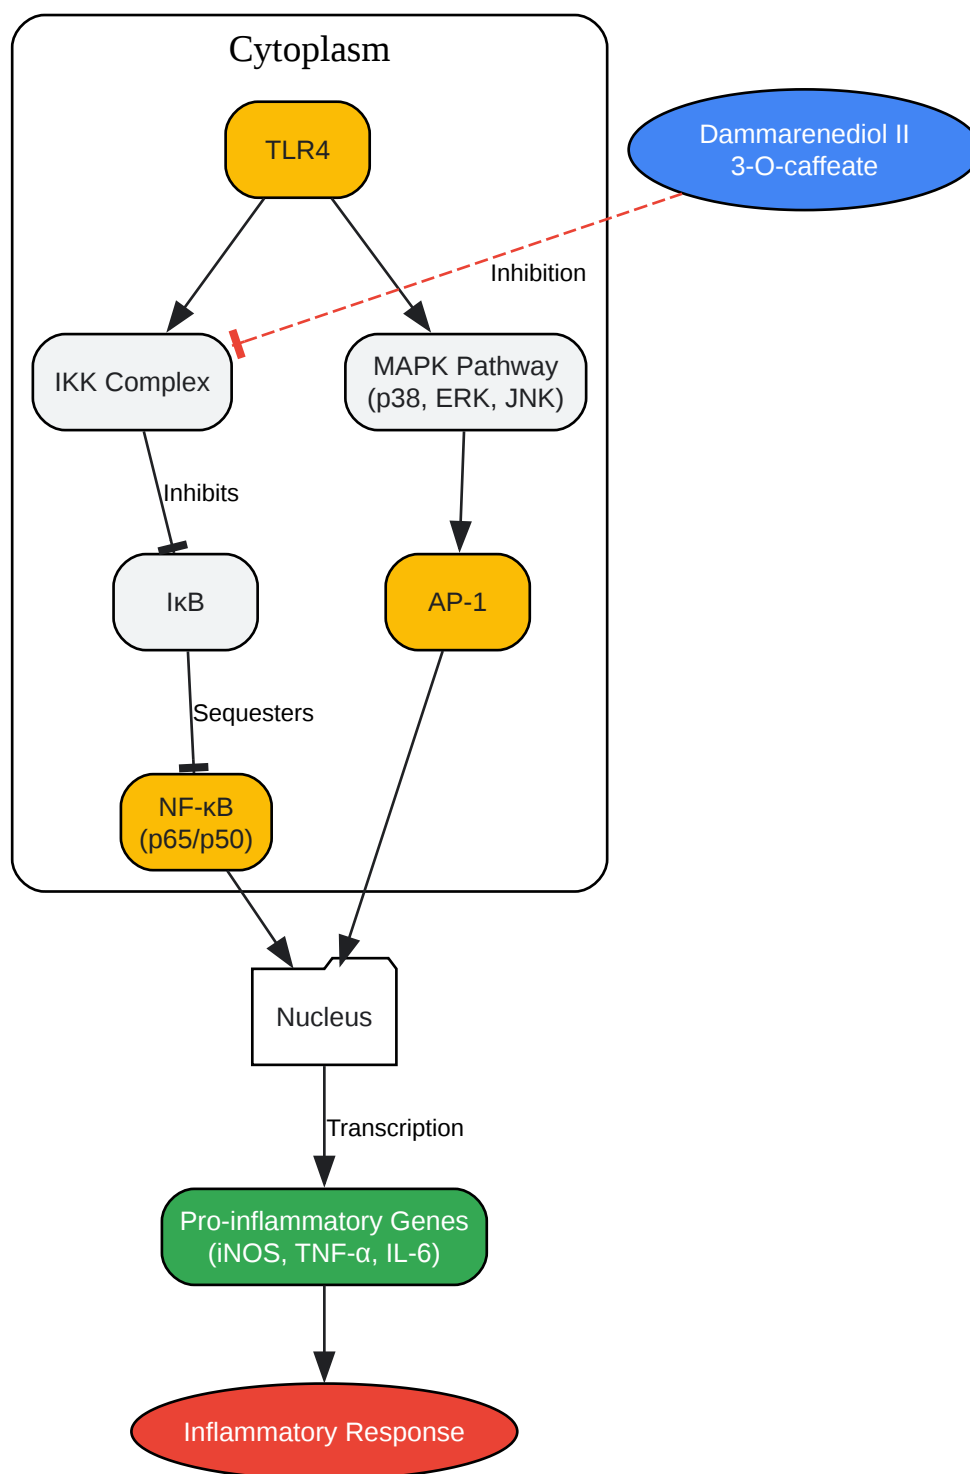 Cytoplasm
TLR4
Dammarenediol II
3-O-caffeate
Inhibition
IKK Complex
MAPK Pathway
(p38, ERK, JNK)
Inhibits
IκB
AP-1
Sequesters
NF-κB
(p65/p50)
Nucleus
Transcription
Pro-inflammatory Genes
(iNOS, TNF-α, IL-6)
Inflammatory Response